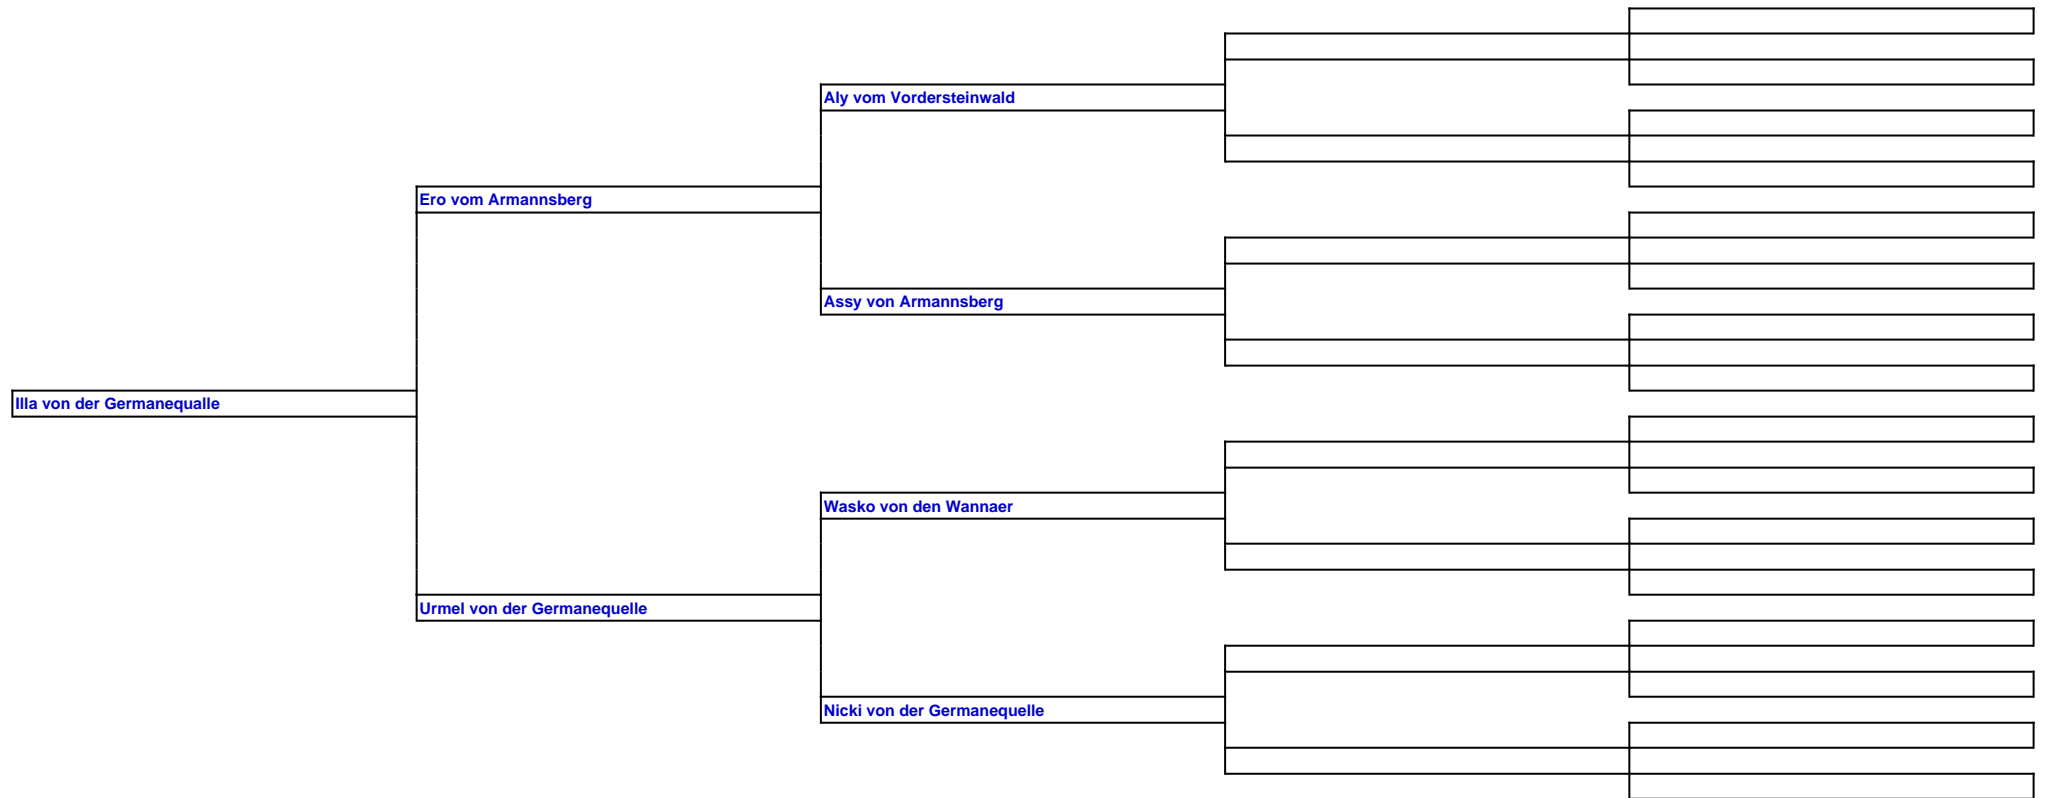 Aly vom Vordersteinwald
Ero vom Armannsberg
Assy von Armannsberg
Illa von der Germanequalle
Wasko von den Wannaer
Urmel von der Germanequelle
Nicki von der Germanequelle